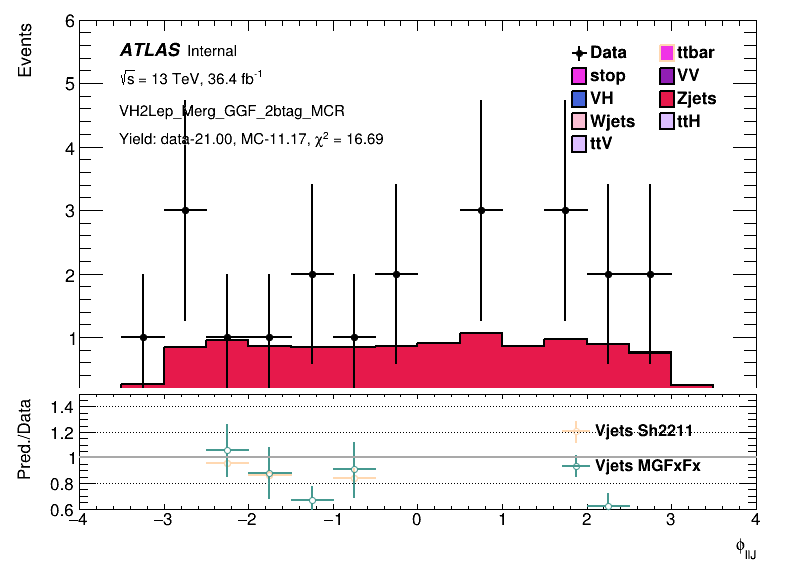 6
Events
ATLAS Internal
√s = 13 TeV, 36.4 fb⁻¹
VH2Lep_Merg_GGF_2btag_MCR
Yield: data-21.00, MC-11.17, χ² = 16.69
Data
ttbar
stop
VV
VH
Zjets
Wjets
ttH
ttV
5
4
3
2
1
Pred./Data
1.4
1.2
1
0.8
0.6
Vjets Sh2211
Vjets MGFxFx
−4 −3 −2 −1 0 1 2 3 4
ϕ_llJ